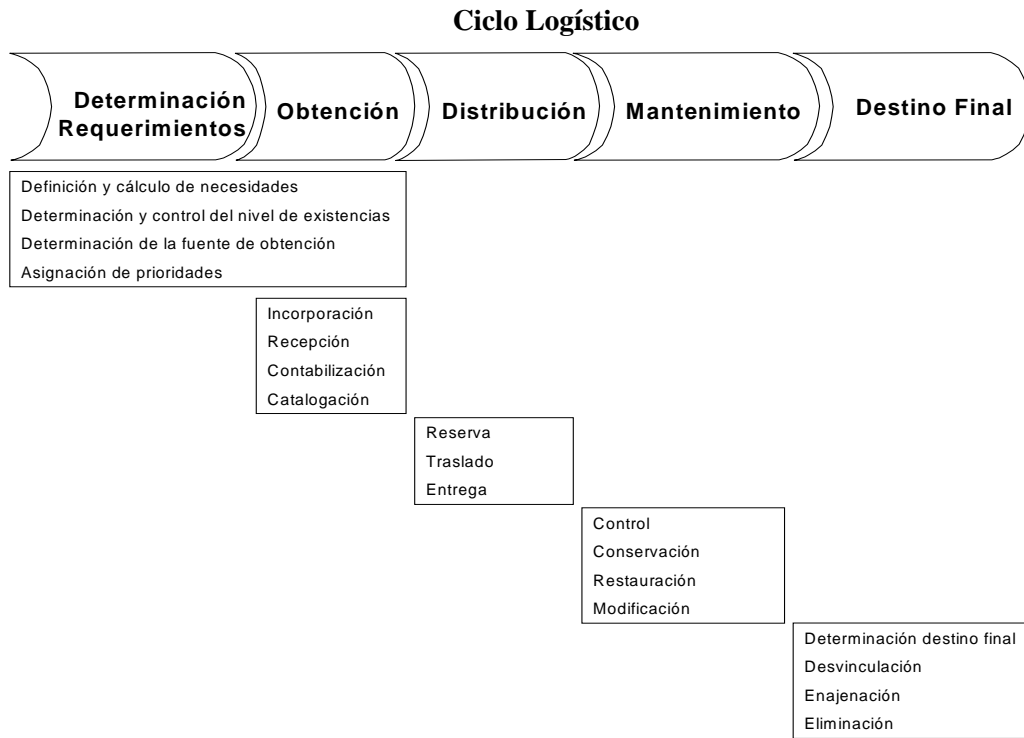 Ciclo Logístico
Determinación
Requerimientos
Obtención
Distribución
Mantenimiento
Destino Final
Definición y cálculo de necesidades
Determinación y control del nivel de existencias
Determinación de la fuente de obtención
Asignación de prioridades
Incorporación
Recepción
Contabilización
Catalogación
Reserva
Traslado
Entrega
Control
Conservación
Restauración
Modificación
Determinación destino final
Desvinculación
Enajenación
Eliminación